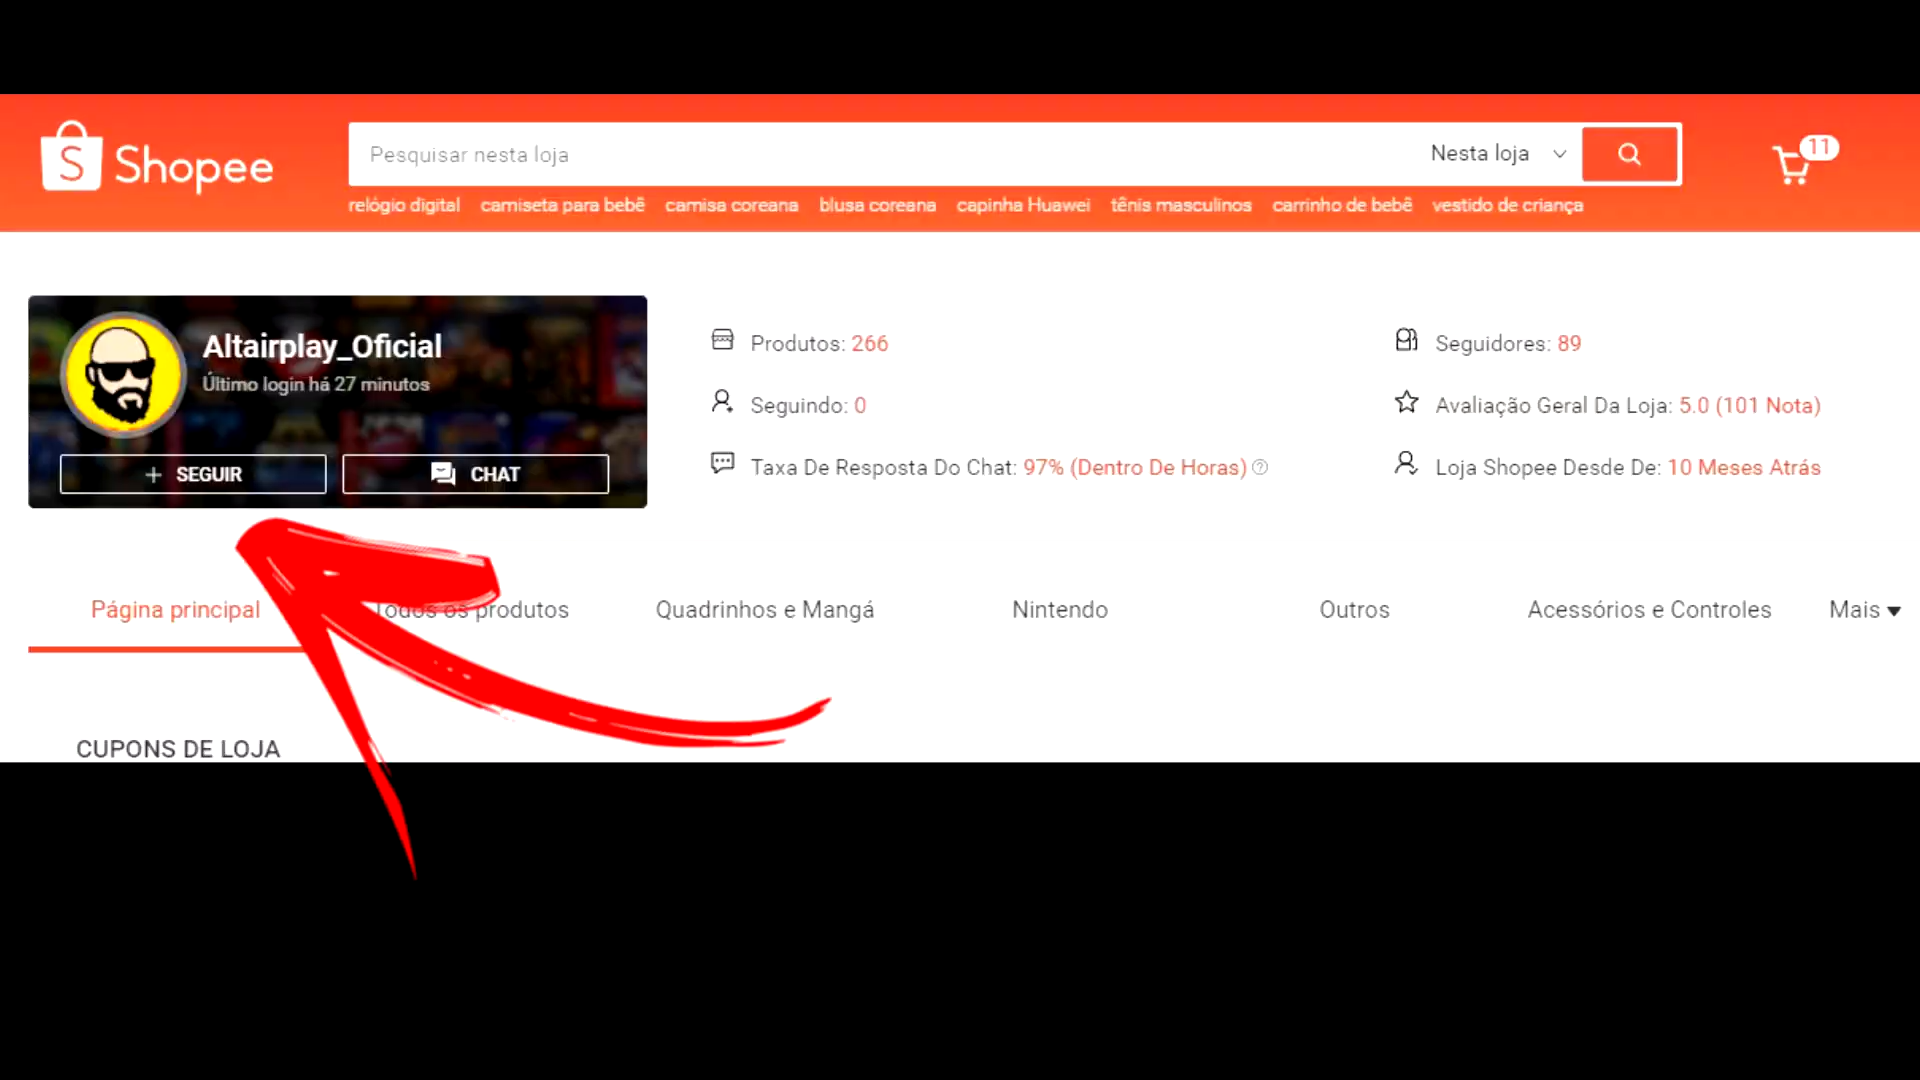 S Shopee
Pesquisar nesta loja
Nesta loja
11
relógio digital camiseta para bebê camisa coreana blusa coreana capinha Huawei tênis masculinos carrinho de bebê vestido de criança
Altairplay_Oficial
Último login há 27 minutos
+ SEGUIR
CHAT
Produtos: 266
Seguindo: 0
Taxa De Resposta Do Chat: 97% (Dentro De Horas) ?
Seguidores: 89
Avaliação Geral Da Loja: 5.0 (101 Nota)
Loja Shopee Desde De: 10 Meses Atrás
Página principal Todos os produtos Quadrinhos e Mangá Nintendo Outros Acessórios e Controles Mais
CUPONS DE LOJA